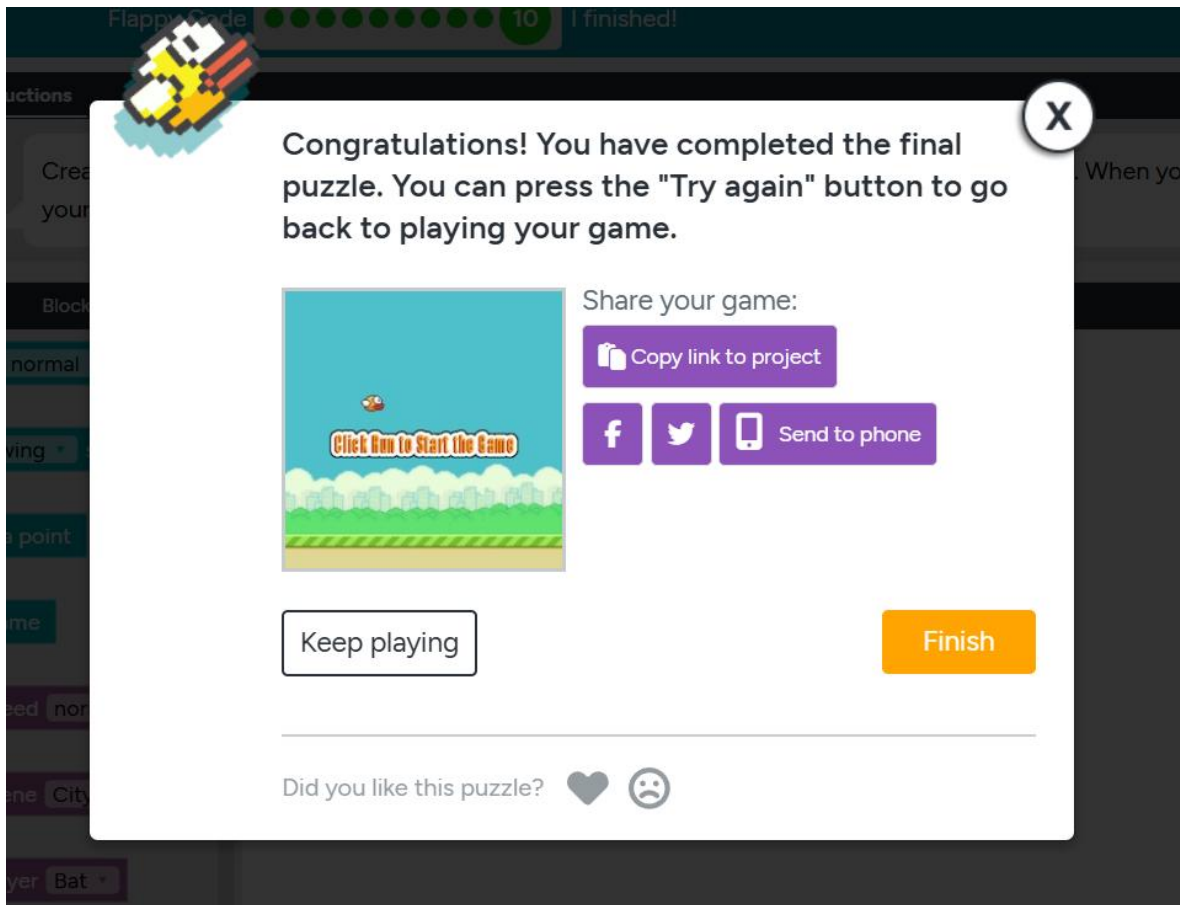 Flappy Code 10 I finished!
uctions
X
Congratulations! You have completed the final
puzzle. You can press the "Try again" button to go
back to playing your game.
Crea
. When yo
your
Share your game:
Block
Copy link to project
normal
Click Run to Start the Game
f Send to phone
ving
a point
me
Keep playing Finish
eed nor
Did you like this puzzle?
ene City
yer Bat